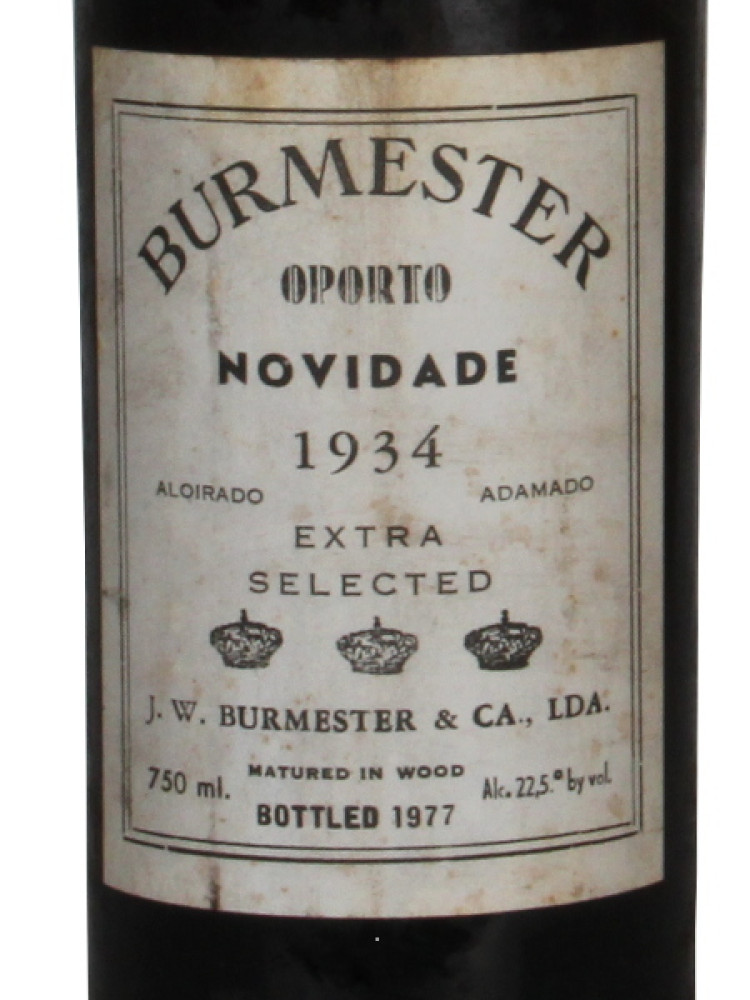 BURMESTER
OPORTO
NOVIDADE
1934
ALOIRADO ADAMADO
EXTRA
SELECTED
J. W. BURMESTER & CA., LDA.
750 ml. MATURED IN WOOD Alc. 22,5.º by vol.
BOTTLED 1977